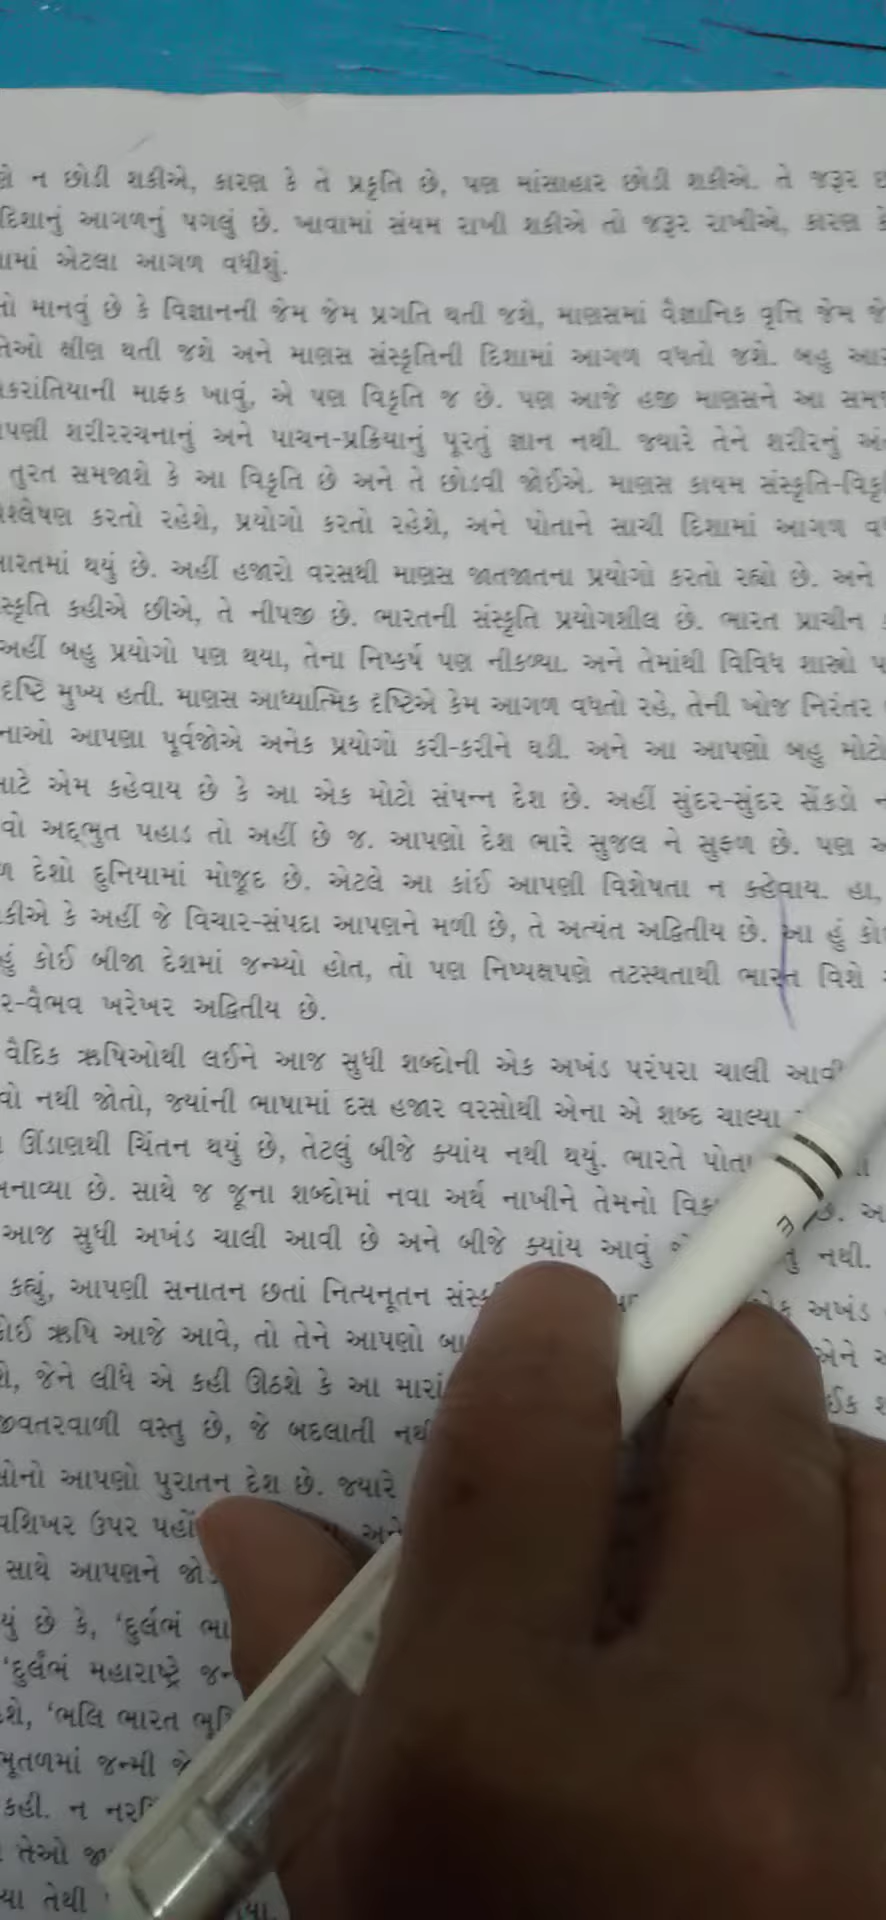 ન છોડી શકીએ, કારણ કે તે પ્રકૃતિ છે, પણ માંસાહાર છોડી શકીએ. તે જરૂર
દિશાનું આગળનું પગલું છે. ખાવામાં સંયમ રાખી શકીએ તો જરૂર રાખીએ, કારણ
એટલા આગળ વધીશું.
માનવું છે કે વિજ્ઞાનની જેમ જેમ પ્રગતિ થતી જશે, માણસમાં વૈજ્ઞાનિક વૃત્તિ જેમ
ક્ષીણ થતી જશે અને માણસ સંસ્કૃતિની દિશામાં આગળ વધતો જશે. બહુ
માફક ખાવું, એ પણ વિકૃતિ જ છે. પણ આજે હજી માણસને આ
શરીરરચનાનું અને પાચન-પ્રક્રિયાનું પૂરતું જ્ઞાન નથી. જ્યારે તેને શરીરનું
તુરત સમજાશે કે આ વિકૃતિ છે અને તે છોડવી જોઈએ. માણસ કાયમ
કરતો રહેશે, પ્રયોગો કરતો રહેશે, અને પોતાને સાચી દિશામાં આગળ
થયું છે. અહીં હજારો વરસથી માણસ જાતજાતના પ્રયોગો કરતો રહ્યો છે. અને
કહીએ છીએ, તે નીપજી છે. ભારતની સંસ્કૃતિ પ્રયોગશીલ છે. ભારત પ્રાચીન
અહીં બહુ પ્રયોગો પણ થયા, તેના નિષ્કર્ષ પણ નીકળ્યા. અને તેમાંથી વિવિધ શાસ્ત્રો
દૃષ્ટિ મુખ્ય હતી. માણસ આધ્યાત્મિક દૃષ્ટિએ કેમ આગળ વધતો રહે, તેની ખોજ નિરંતર
આપણા પૂર્વજોએ અનેક પ્રયોગો કરી-કરીને ઘડી. અને આ આપણો બહુ મોટો
એમ કહેવાય છે કે આ એક મોટો સંપન્ન દેશ છે. અહીં સુંદર-સુંદર સેંકડો
અદ્ભુત પહાડ તો અહીં છે જ. આપણો દેશ ભારે સુજલ ને સુફળ છે. પણ
દેશો દુનિયામાં મોજૂદ છે. એટલે આ કાંઈ આપણી વિશેષતા ન કહેવાય. હા,
કે અહીં જે વિચાર-સંપદા આપણને મળી છે, તે અત્યંત અદ્વિતીય છે. આ હું
હું કોઈ બીજા દેશમાં જન્મ્યો હોત, તો પણ નિષ્પક્ષપણે તટસ્થતાથી ભારત વિશે
ખરેખર અદ્વિતીય છે.
વૈદિક ઋષિઓથી લઈને આજ સુધી શબ્દોની એક અખંડ પરંપરા ચાલી આવી
નથી જોતો, જ્યાંની ભાષામાં દસ હજાર વરસોથી એના એ શબ્દ ચાલ્યા
ઊંડાણથી ચિંતન થયું છે, તેટલું બીજે ક્યાંય નથી થયું. ભારતે
છે. સાથે જ જૂના શબ્દોમાં નવા અર્થ નાખીને તેમનો
આજ સુધી અખંડ ચાલી આવી છે અને બીજે ક્યાંય આવું નથી.
કહ્યું, આપણી સનાતન છતાં નિત્યનૂતન અખંડ
ઋષિ આજે આવે, તો તેને આપણો એને
જેને લીધે એ કહી ઊઠશે કે આ મારાં
વસ્તુ છે, જે બદલાતી
આપણો પુરાતન દેશ છે. જ્યારે
ઉપર
સાથે આપણને
છે કે, 'દુર્લભં
'દુર્લભં મહારાષ્ટ્રે
'ભલિ ભારત
જન્મી
કહી. ન
તેઓ
તેથી